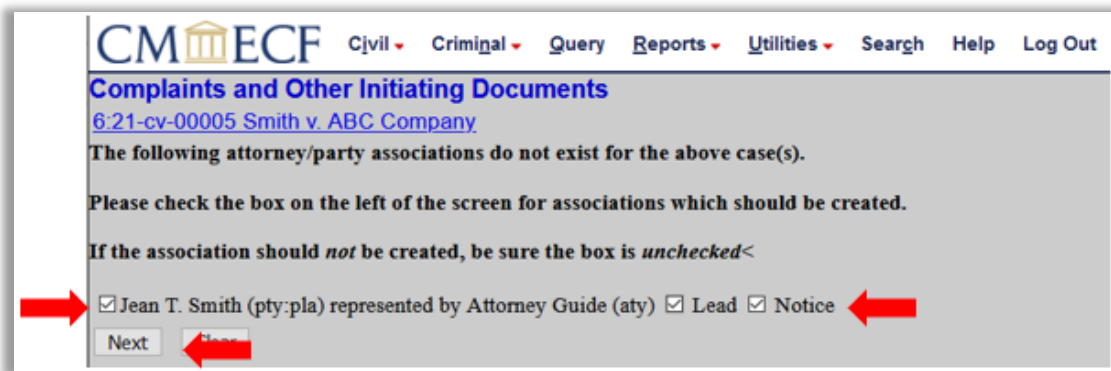 CM ECF Civil Criminal Query Reports Utilities Search Help Log Out
Complaints and Other Initiating Documents
6:21-cv-00005 Smith v. ABC Company
The following attorney/party associations do not exist for the above case(s).
Please check the box on the left of the screen for associations which should be created.
If the association should not be created, be sure the box is unchecked<
Jean T. Smith (pty:pla) represented by Attorney Guide (aty) Lead Notice
Next